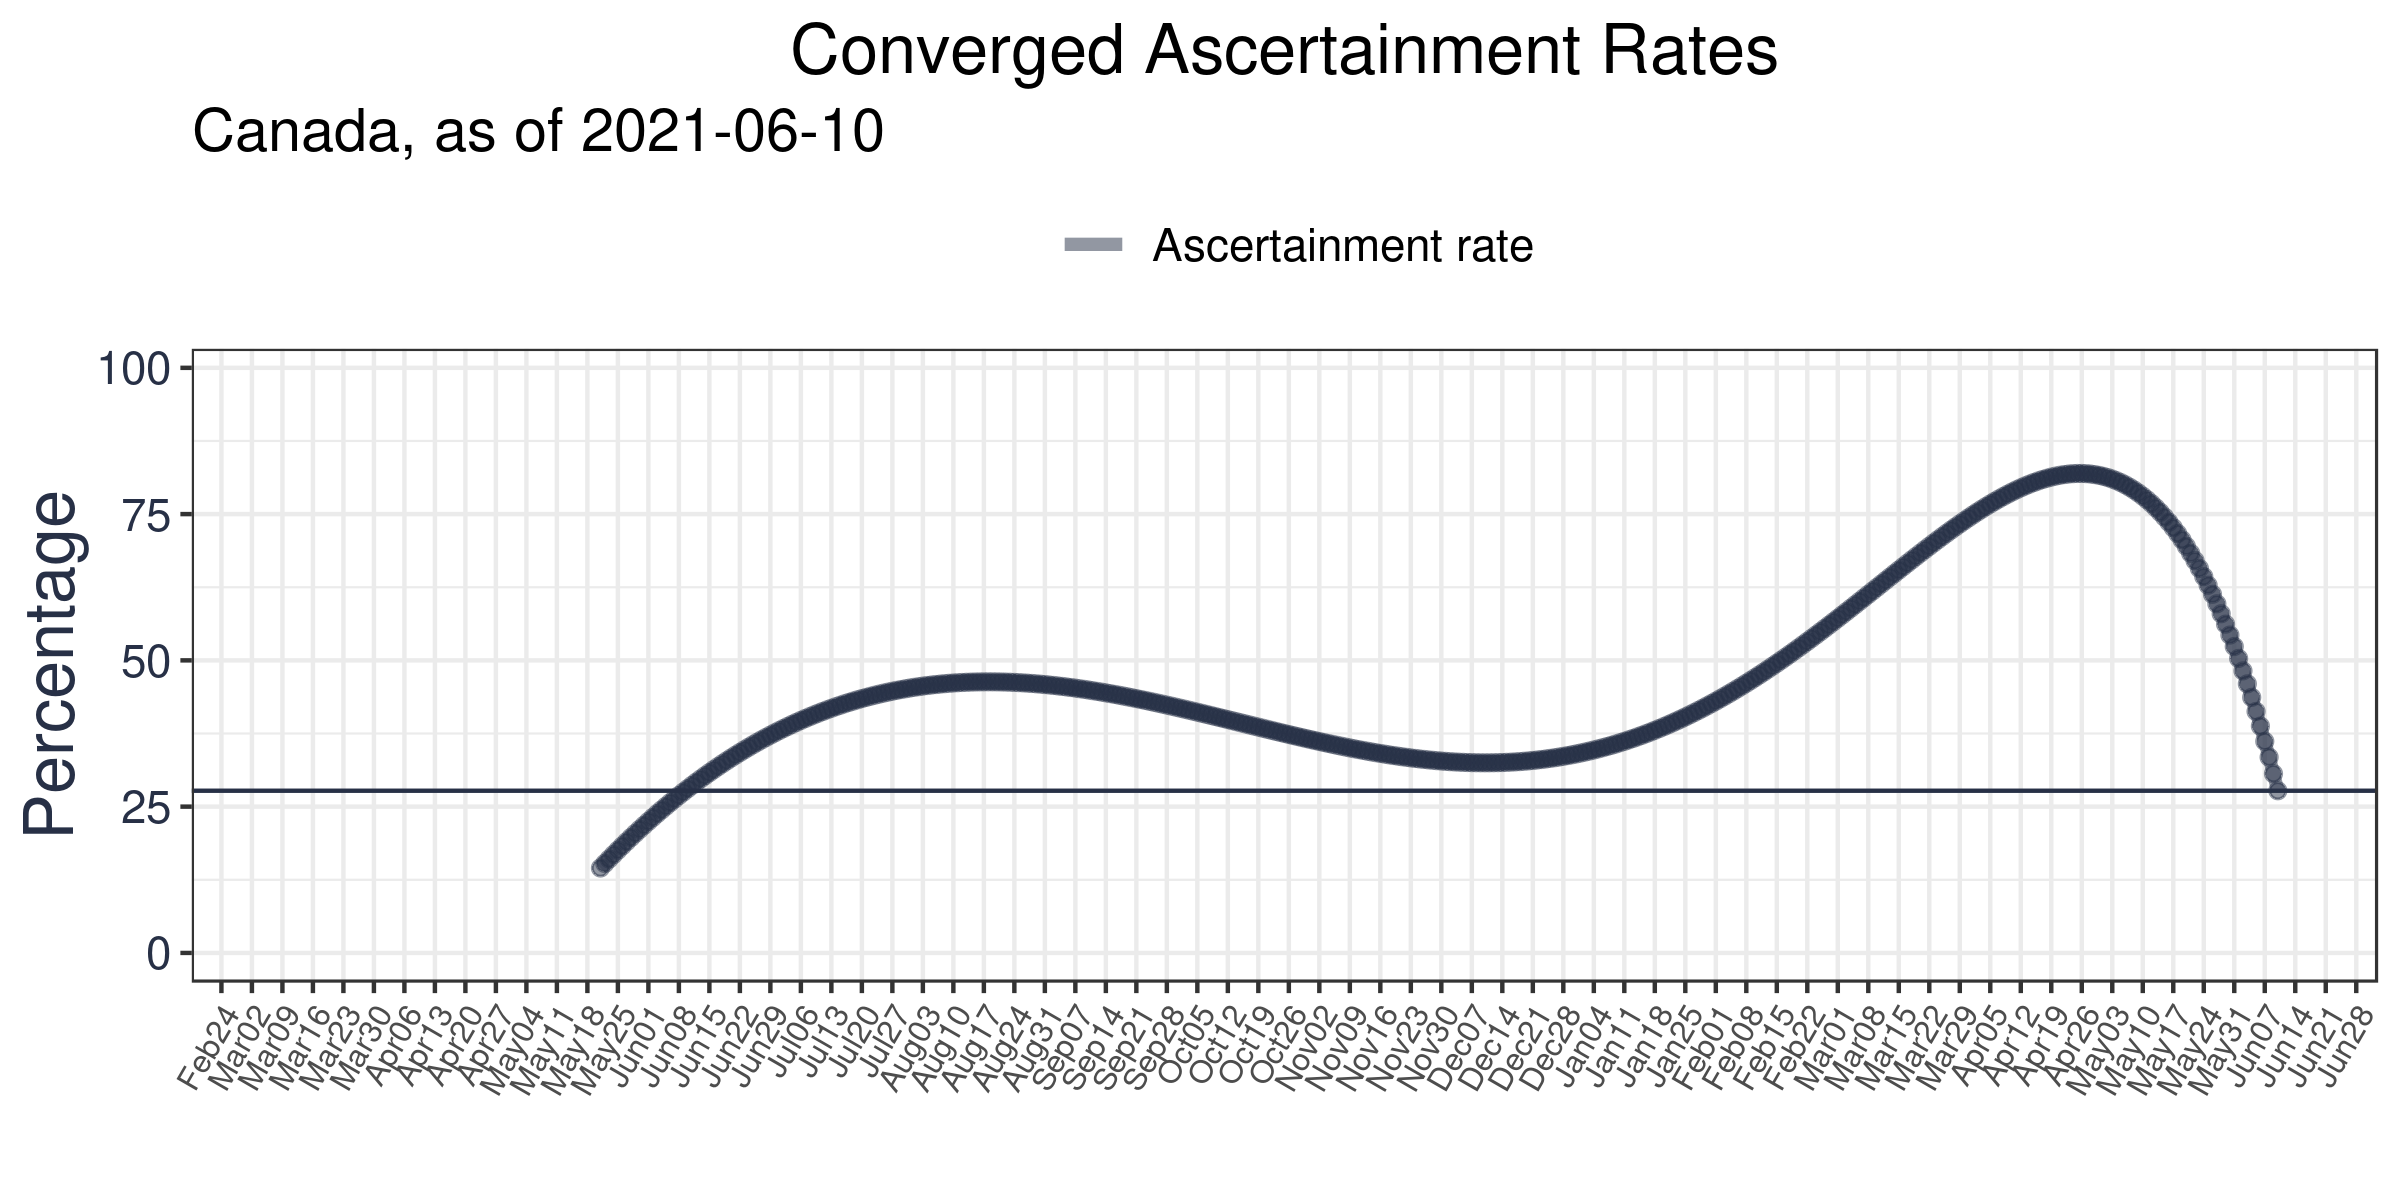 Converged Ascertainment Rates
Canada, as of 2021-06-10
Ascertainment rate
Percentage
100
75
50
25
0
Feb24 Mar02 Mar09 Mar16 Mar23 Mar30 Apr06 Apr13 Apr20 Apr27 May04 May11 May18 May25 Jun01 Jun08 Jun15 Jun22 Jun29 Jul06 Jul13 Jul20 Jul27 Aug03 Aug10 Aug17 Aug24 Aug31 Sep07 Sep14 Sep21 Sep28 Oct05 Oct12 Oct19 Oct26 Nov02 Nov09 Nov16 Nov23 Nov30 Dec07 Dec14 Dec21 Dec28 Jan04 Jan11 Jan18 Jan25 Feb01 Feb08 Feb15 Feb22 Mar01 Mar08 Mar15 Mar22 Mar29 Apr05 Apr12 Apr19 Apr26 May03 May10 May17 May24 May31 Jun07 Jun14 Jun21 Jun28